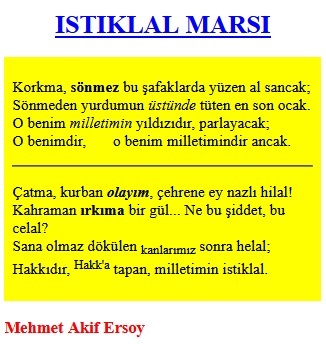 ISTIKLAL MARSI
Korkma, sönmez bu şafaklarda yüzen al sancak;
Sönmeden yurdumun üstünde tüten en son ocak.
O benim milletimin yıldızıdır, parlayacak;
O benimdir, o benim milletimindir ancak.
Çatma, kurban olayım, çehrene ey nazlı hilal!
Kahraman ırkıma bir gül... Ne bu şiddet, bu
celal?
Sana olmaz dökülen kanlarımız sonra helal;
Hakkıdır, Hakk'a tapan, milletimin istiklal.
Mehmet Akif Ersoy